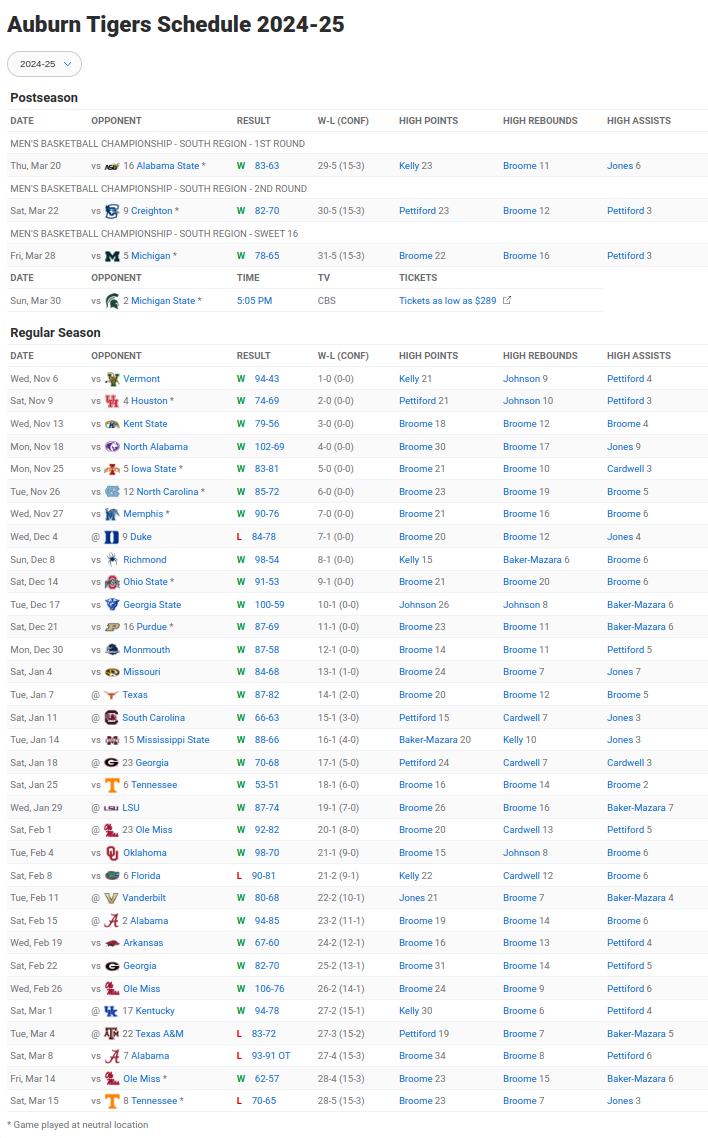 Auburn Tigers Schedule 2024-25
2024-25
Postseason
DATE OPPONENT RESULT W-L (CONF) HIGH POINTS HIGH REBOUNDS HIGH ASSISTS
MEN'S BASKETBALL CHAMPIONSHIP - SOUTH REGION - 1ST ROUND
Thu, Mar 20 vs 16 Alabama State * W 83-63 29-5 (15-3) Kelly 23 Broome 11 Jones 6
MEN'S BASKETBALL CHAMPIONSHIP - SOUTH REGION - 2ND ROUND
Sat, Mar 22 vs 9 Creighton * W 82-70 30-5 (15-3) Pettiford 23 Broome 12 Pettiford 3
MEN'S BASKETBALL CHAMPIONSHIP - SOUTH REGION - SWEET 16
Fri, Mar 28 vs 5 Michigan * W 78-65 31-5 (15-3) Broome 22 Broome 16 Pettiford 3
DATE OPPONENT TIME TV TICKETS
Sun, Mar 30 vs 2 Michigan State * 5:05 PM CBS Tickets as low as $289
Regular Season
DATE OPPONENT RESULT W-L (CONF) HIGH POINTS HIGH REBOUNDS HIGH ASSISTS
Wed, Nov 6 vs Vermont W 94-43 1-0 (0-0) Kelly 21 Johnson 9 Pettiford 4
Sat, Nov 9 vs 4 Houston * W 74-69 2-0 (0-0) Pettiford 21 Johnson 10 Pettiford 3
Wed, Nov 13 vs Kent State W 79-56 3-0 (0-0) Broome 18 Broome 12 Broome 4
Mon, Nov 18 vs North Alabama W 102-69 4-0 (0-0) Broome 30 Broome 17 Jones 9
Mon, Nov 25 vs 5 Iowa State * W 83-81 5-0 (0-0) Broome 21 Broome 10 Cardwell 3
Tue, Nov 26 vs 12 North Carolina * W 85-72 6-0 (0-0) Broome 23 Broome 19 Broome 5
Wed, Nov 27 vs Memphis * W 90-76 7-0 (0-0) Broome 21 Broome 16 Broome 6
Wed, Dec 4 @ 9 Duke L 84-78 7-1 (0-0) Broome 20 Broome 12 Jones 4
Sun, Dec 8 vs Richmond W 98-54 8-1 (0-0) Kelly 15 Baker-Mazara 6 Broome 6
Sat, Dec 14 vs Ohio State * W 91-53 9-1 (0-0) Broome 21 Broome 20 Broome 6
Tue, Dec 17 vs Georgia State W 100-59 10-1 (0-0) Johnson 26 Johnson 8 Baker-Mazara 6
Sat, Dec 21 vs 16 Purdue * W 87-69 11-1 (0-0) Broome 23 Broome 11 Baker-Mazara 6
Mon, Dec 30 vs Monmouth W 87-58 12-1 (0-0) Broome 14 Broome 11 Pettiford 5
Sat, Jan 4 vs Missouri W 84-68 13-1 (1-0) Broome 24 Broome 7 Jones 7
Tue, Jan 7 @ Texas W 87-82 14-1 (2-0) Broome 20 Broome 12 Broome 5
Sat, Jan 11 @ South Carolina W 66-63 15-1 (3-0) Pettiford 15 Cardwell 7 Jones 3
Tue, Jan 14 vs 15 Mississippi State W 88-66 16-1 (4-0) Baker-Mazara 20 Kelly 10 Jones 3
Sat, Jan 18 @ 23 Georgia W 70-68 17-1 (5-0) Pettiford 24 Cardwell 7 Cardwell 3
Sat, Jan 25 vs 6 Tennessee W 53-51 18-1 (6-0) Broome 16 Broome 14 Broome 2
Wed, Jan 29 @ LSU LSU W 87-74 19-1 (7-0) Broome 26 Broome 16 Baker-Mazara 7
Sat, Feb 1 @ 23 Ole Miss W 92-82 20-1 (8-0) Broome 20 Cardwell 13 Pettiford 5
Tue, Feb 4 vs Oklahoma W 98-70 21-1 (9-0) Broome 15 Johnson 8 Broome 6
Sat, Feb 8 vs 6 Florida L 90-81 21-2 (9-1) Kelly 22 Cardwell 12 Broome 6
Tue, Feb 11 @ Vanderbilt W 80-68 22-2 (10-1) Jones 21 Broome 7 Baker-Mazara 4
Sat, Feb 15 @ 2 Alabama W 94-85 23-2 (11-1) Broome 19 Broome 14 Broome 6
Wed, Feb 19 vs Arkansas W 67-60 24-2 (12-1) Broome 16 Broome 13 Pettiford 4
Sat, Feb 22 vs Georgia W 82-70 25-2 (13-1) Broome 31 Broome 14 Pettiford 5
Wed, Feb 26 vs Ole Miss W 106-76 26-2 (14-1) Broome 24 Broome 9 Pettiford 6
Sat, Mar 1 @ 17 Kentucky W 94-78 27-2 (15-1) Kelly 30 Broome 6 Pettiford 4
Tue, Mar 4 @ 22 Texas A&M L 83-72 27-3 (15-2) Pettiford 19 Broome 7 Baker-Mazara 5
Sat, Mar 8 vs 7 Alabama L 93-91 OT 27-4 (15-3) Broome 34 Broome 8 Pettiford 6
Fri, Mar 14 vs Ole Miss * W 62-57 28-4 (15-3) Broome 23 Broome 15 Baker-Mazara 6
Sat, Mar 15 vs 8 Tennessee * L 70-65 28-5 (15-3) Broome 23 Broome 7 Jones 3
* Game played at neutral location